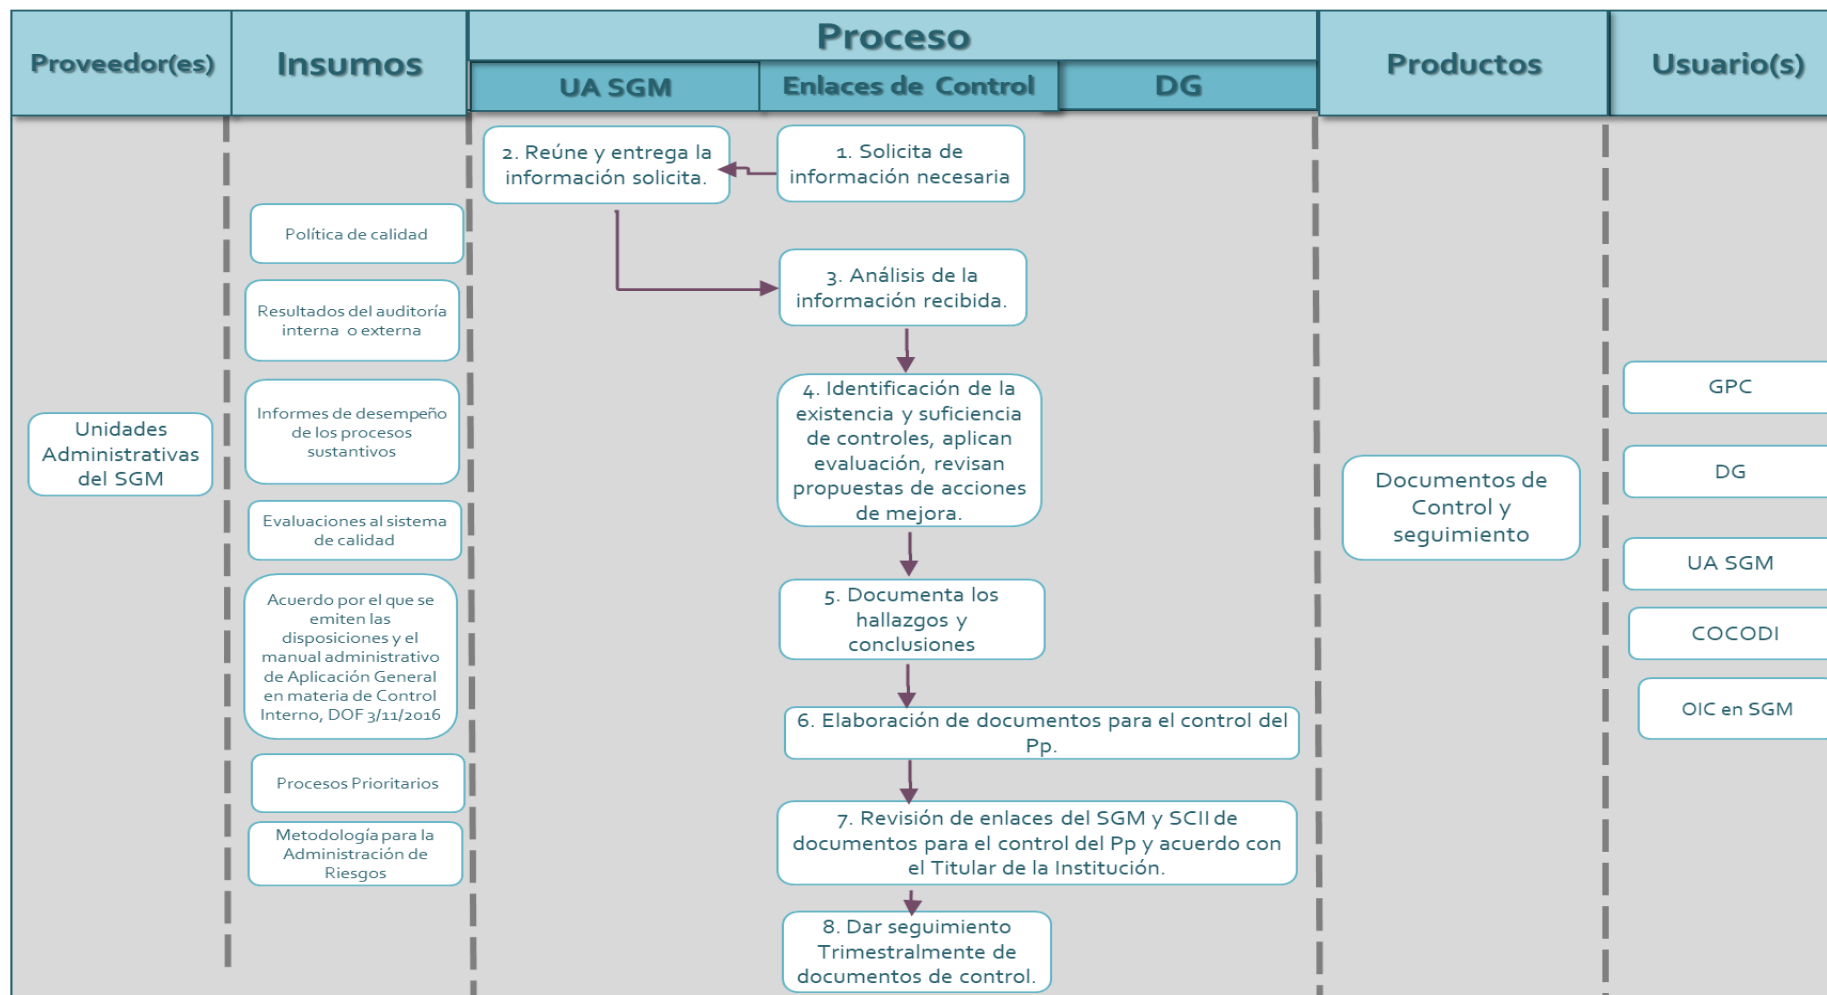 Proveedor(es)
Insumos
Proceso
UA SGM
Enlaces de Control
DG
Productos
Usuario(s)
Unidades
Administrativas
del SGM
Política de calidad
Resultados del auditoría
interna o externa
Informes de desempeño
de los procesos
sustantivos
Evaluaciones al sistema
de calidad
Acuerdo por el que se
emiten las
disposiciones y el
manual administrativo
de Aplicación General
en materia de Control
Interno, DOF 3/11/2016
Procesos Prioritarios
Metodología para la
Administración de
Riesgos
1. Solicita de
información necesaria
2. Reúne y entrega la
información solicita.
3. Análisis de la
información recibida.
4. Identificación de la
existencia y suficiencia
de controles, aplican
evaluación, revisan
propuestas de acciones
de mejora.
5. Documenta los
hallazgos y
conclusiones
6. Elaboración de documentos para el control del
Pp.
7. Revisión de enlaces del SGM y SCII de
documentos para el control del Pp y acuerdo con
el Titular de la Institución.
8. Dar seguimiento
Trimestralmente de
documentos de control.
Documentos de
Control y
seguimiento
GPC
DG
UA SGM
COCODI
OIC en SGM